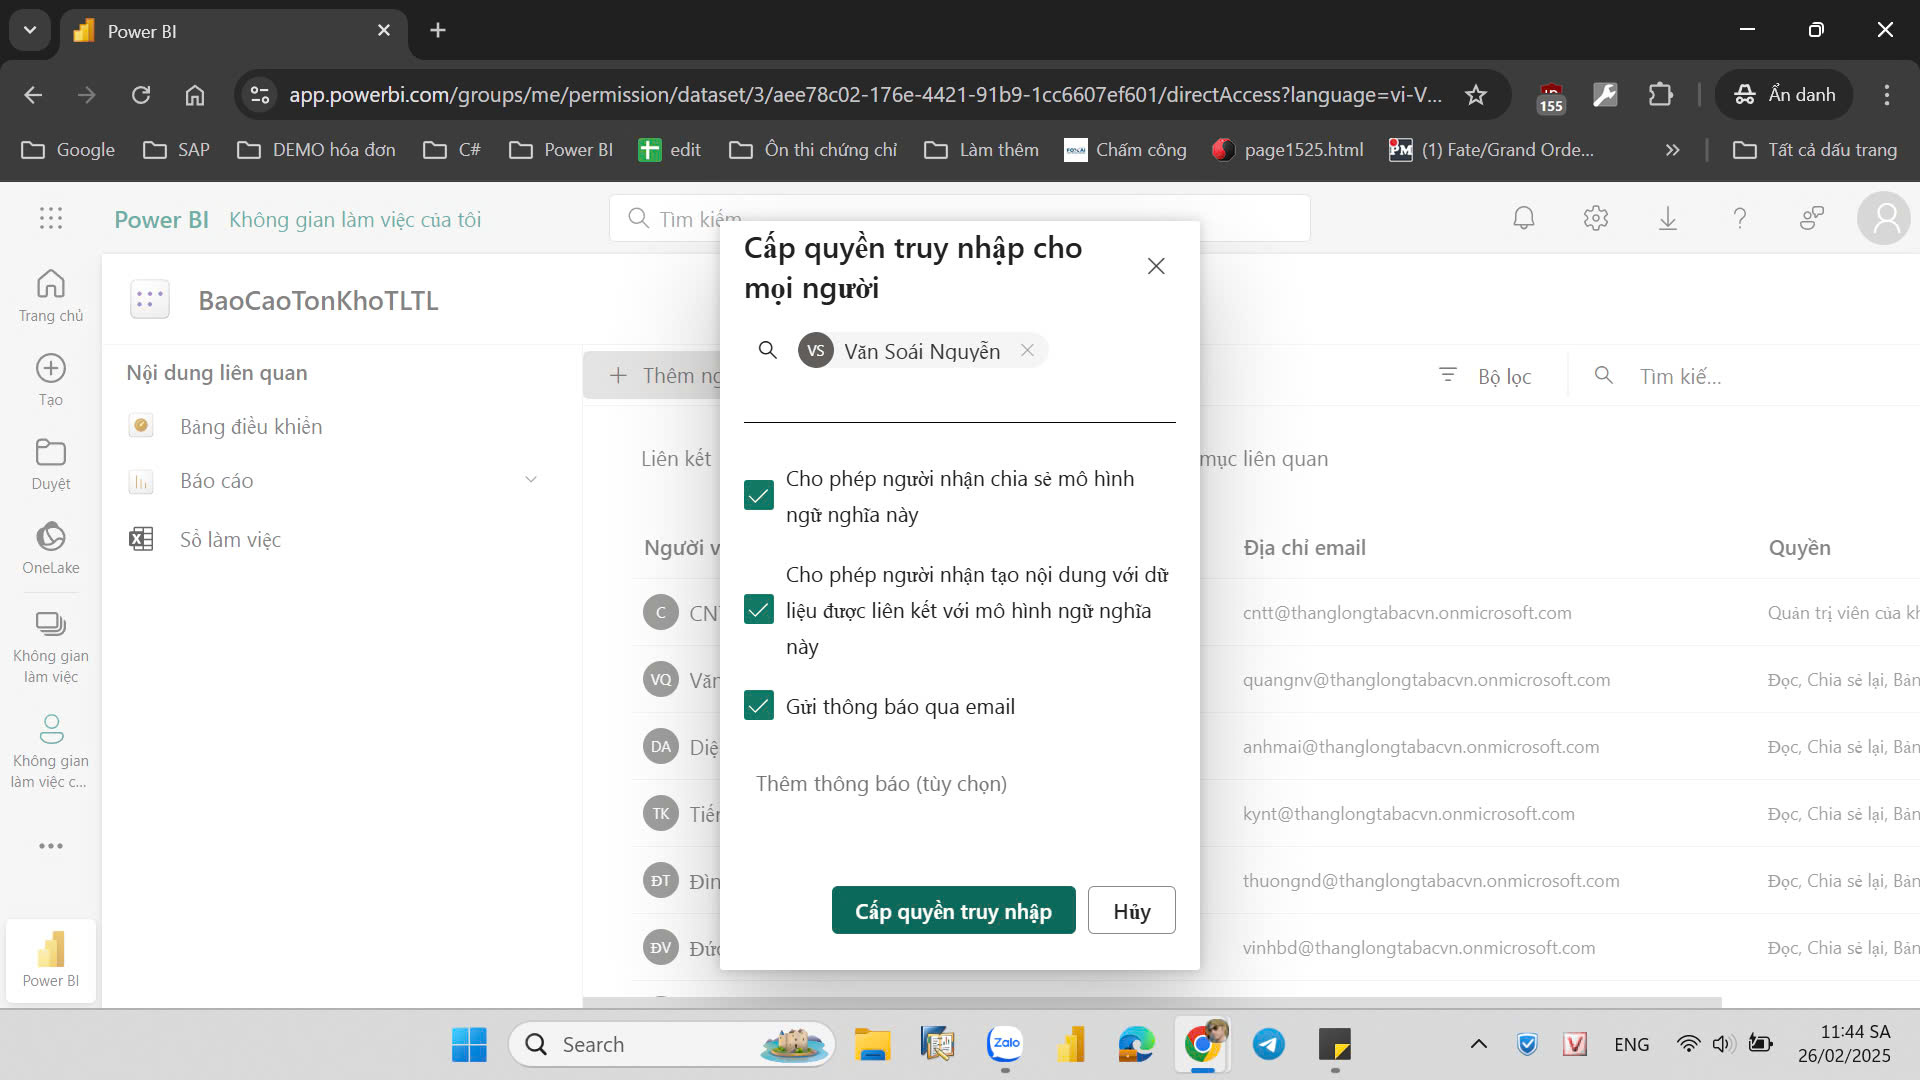 Power BI
app.powerbi.com/groups/me/permission/dataset/3/aee78c02-176e-4421-91b9-1cc6607ef601/directAccess?language=vi-V...
155
Ẩn danh
Google
SAP
DEMO hóa đơn
C#
Power BI
edit
Ôn thi chứng chỉ
Làm thêm
Chấm công
page1525.html
(1) Fate/Grand Orde...
Tất cả dấu trang
Power BI
Không gian làm việc của tôi
Tìm kiếm
Trang chủ
Tạo
Duyệt
OneLake
Không gian
làm việc
Không gian
làm việc c...
Power BI
BaoCaoTonKhoTLTL
Nội dung liên quan
Bảng điều khiển
Báo cáo
Sổ làm việc
Thêm ng
Bộ lọc
Tìm kiế...
Liên kết
mục liên quan
Người v
Địa chỉ email
Quyền
C
CNT
cntt@thanglongtabacvn.onmicrosoft.com
Quản trị viên của kh
VQ
Văn
quangnv@thanglongtabacvn.onmicrosoft.com
Đọc, Chia sẻ lại, Bản
DA
Diệ
anhmai@thanglongtabacvn.onmicrosoft.com
Đọc, Chia sẻ lại, Bản
TK
Tiến
kynt@thanglongtabacvn.onmicrosoft.com
Đọc, Chia sẻ lại, Bản
ĐT
Đìn
thuongnd@thanglongtabacvn.onmicrosoft.com
Đọc, Chia sẻ lại, Bản
ĐV
Đức
vinhbd@thanglongtabacvn.onmicrosoft.com
Đọc, Chia sẻ lại, Bản
Cấp quyền truy nhập cho
mọi người
VS
Văn Soái Nguyễn
Cho phép người nhận chia sẻ mô hình
ngữ nghĩa này
Cho phép người nhận tạo nội dung với dữ
liệu được liên kết với mô hình ngữ nghĩa
này
Gửi thông báo qua email
Thêm thông báo (tùy chọn)
Cấp quyền truy nhập
Hủy
Search
Zalo
ENG
11:44 SA
26/02/2025